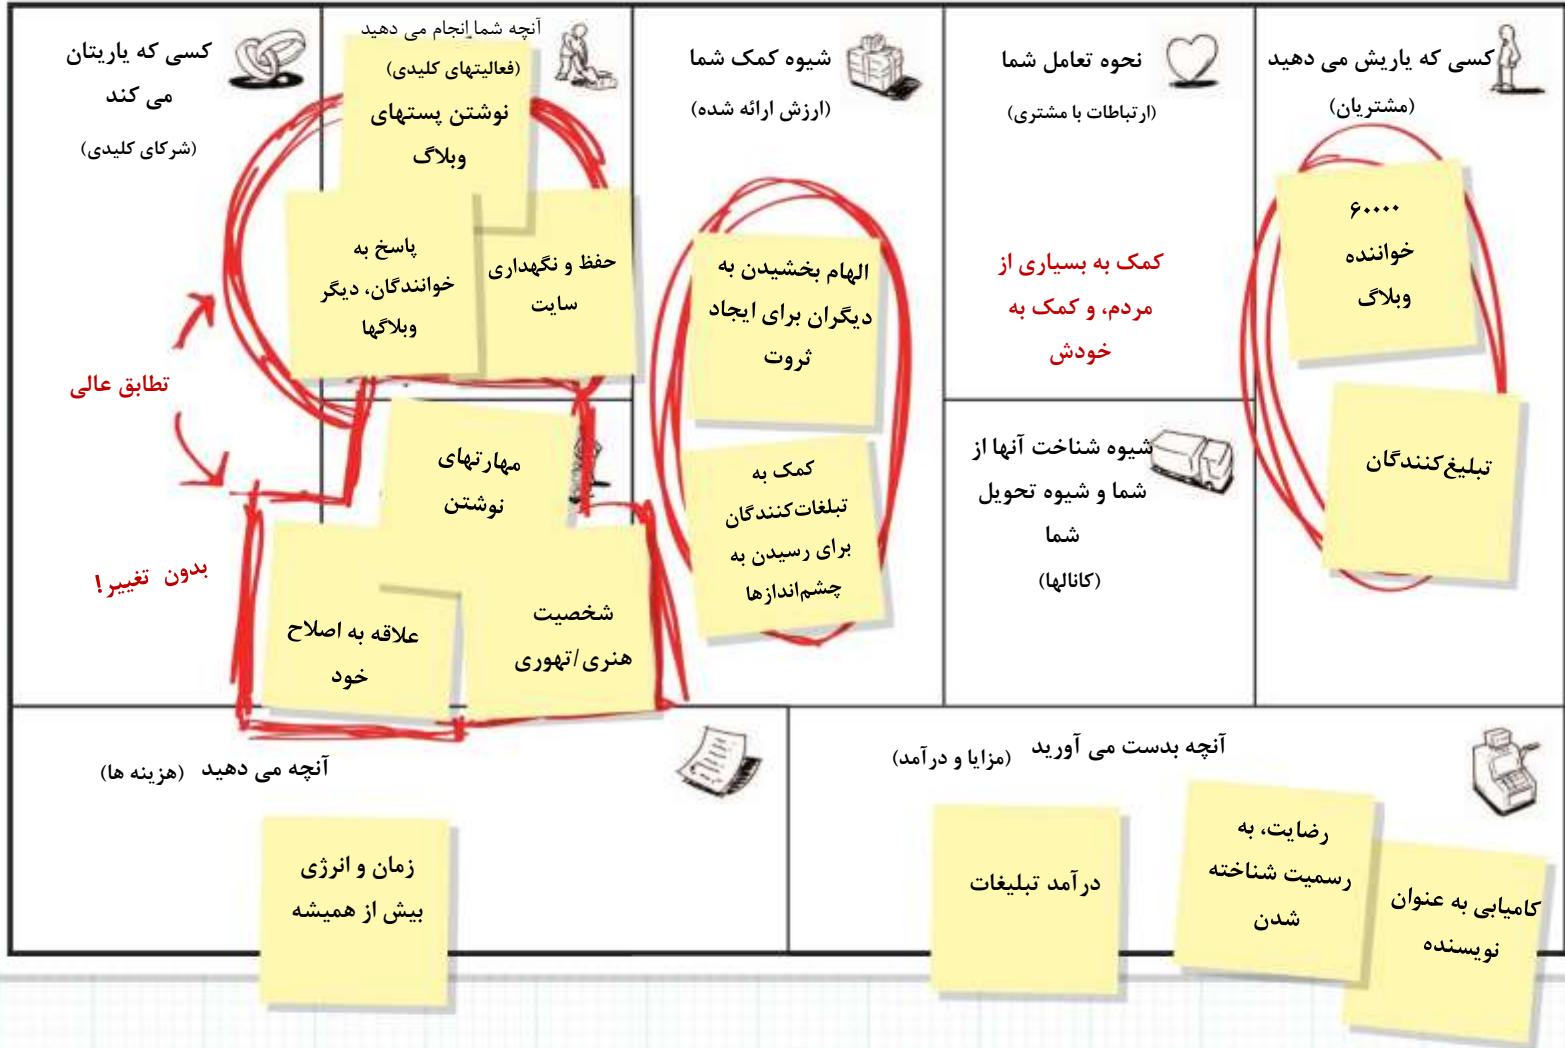 کسی که یاریش می دهید
(مشتریان)
۶۰۰۰۰
خواننده
وبلاگ
تبلیغ‌کنندگان
نحوه تعامل شما
(ارتباطات با مشتری)
کمک به بسیاری از
مردم، و کمک به
خودش
شیوه شناخت آنها از
شما و شیوه تحویل
شما
(کانالها)
شیوه کمک شما
(ارزش ارائه شده)
الهام بخشیدن به
دیگران برای ایجاد
ثروت
کمک به
تبلغات‌کنندگان
برای رسیدن به
چشم‌اندازها
آنچه شما انجام می دهید
(فعالیتهای کلیدی)
نوشتن پستهای
وبلاگ
حفظ و نگهداری
سایت
پاسخ به
خوانندگان، دیگر
وبلاگها
مهارتهای
نوشتن
شخصیت
هنری/تهوری
علاقه به اصلاح
خود
کسی که یاریتان
می کند
(شرکای کلیدی)
تطابق عالی
بدون تغییر!
آنچه بدست می آورید (مزایا و درآمد)
کامیابی به عنوان
نویسنده
رضایت، به
رسمیت شناخته
شدن
درآمد تبلیغات
آنچه می دهید (هزینه ها)
زمان و انرژی
بیش از همیشه